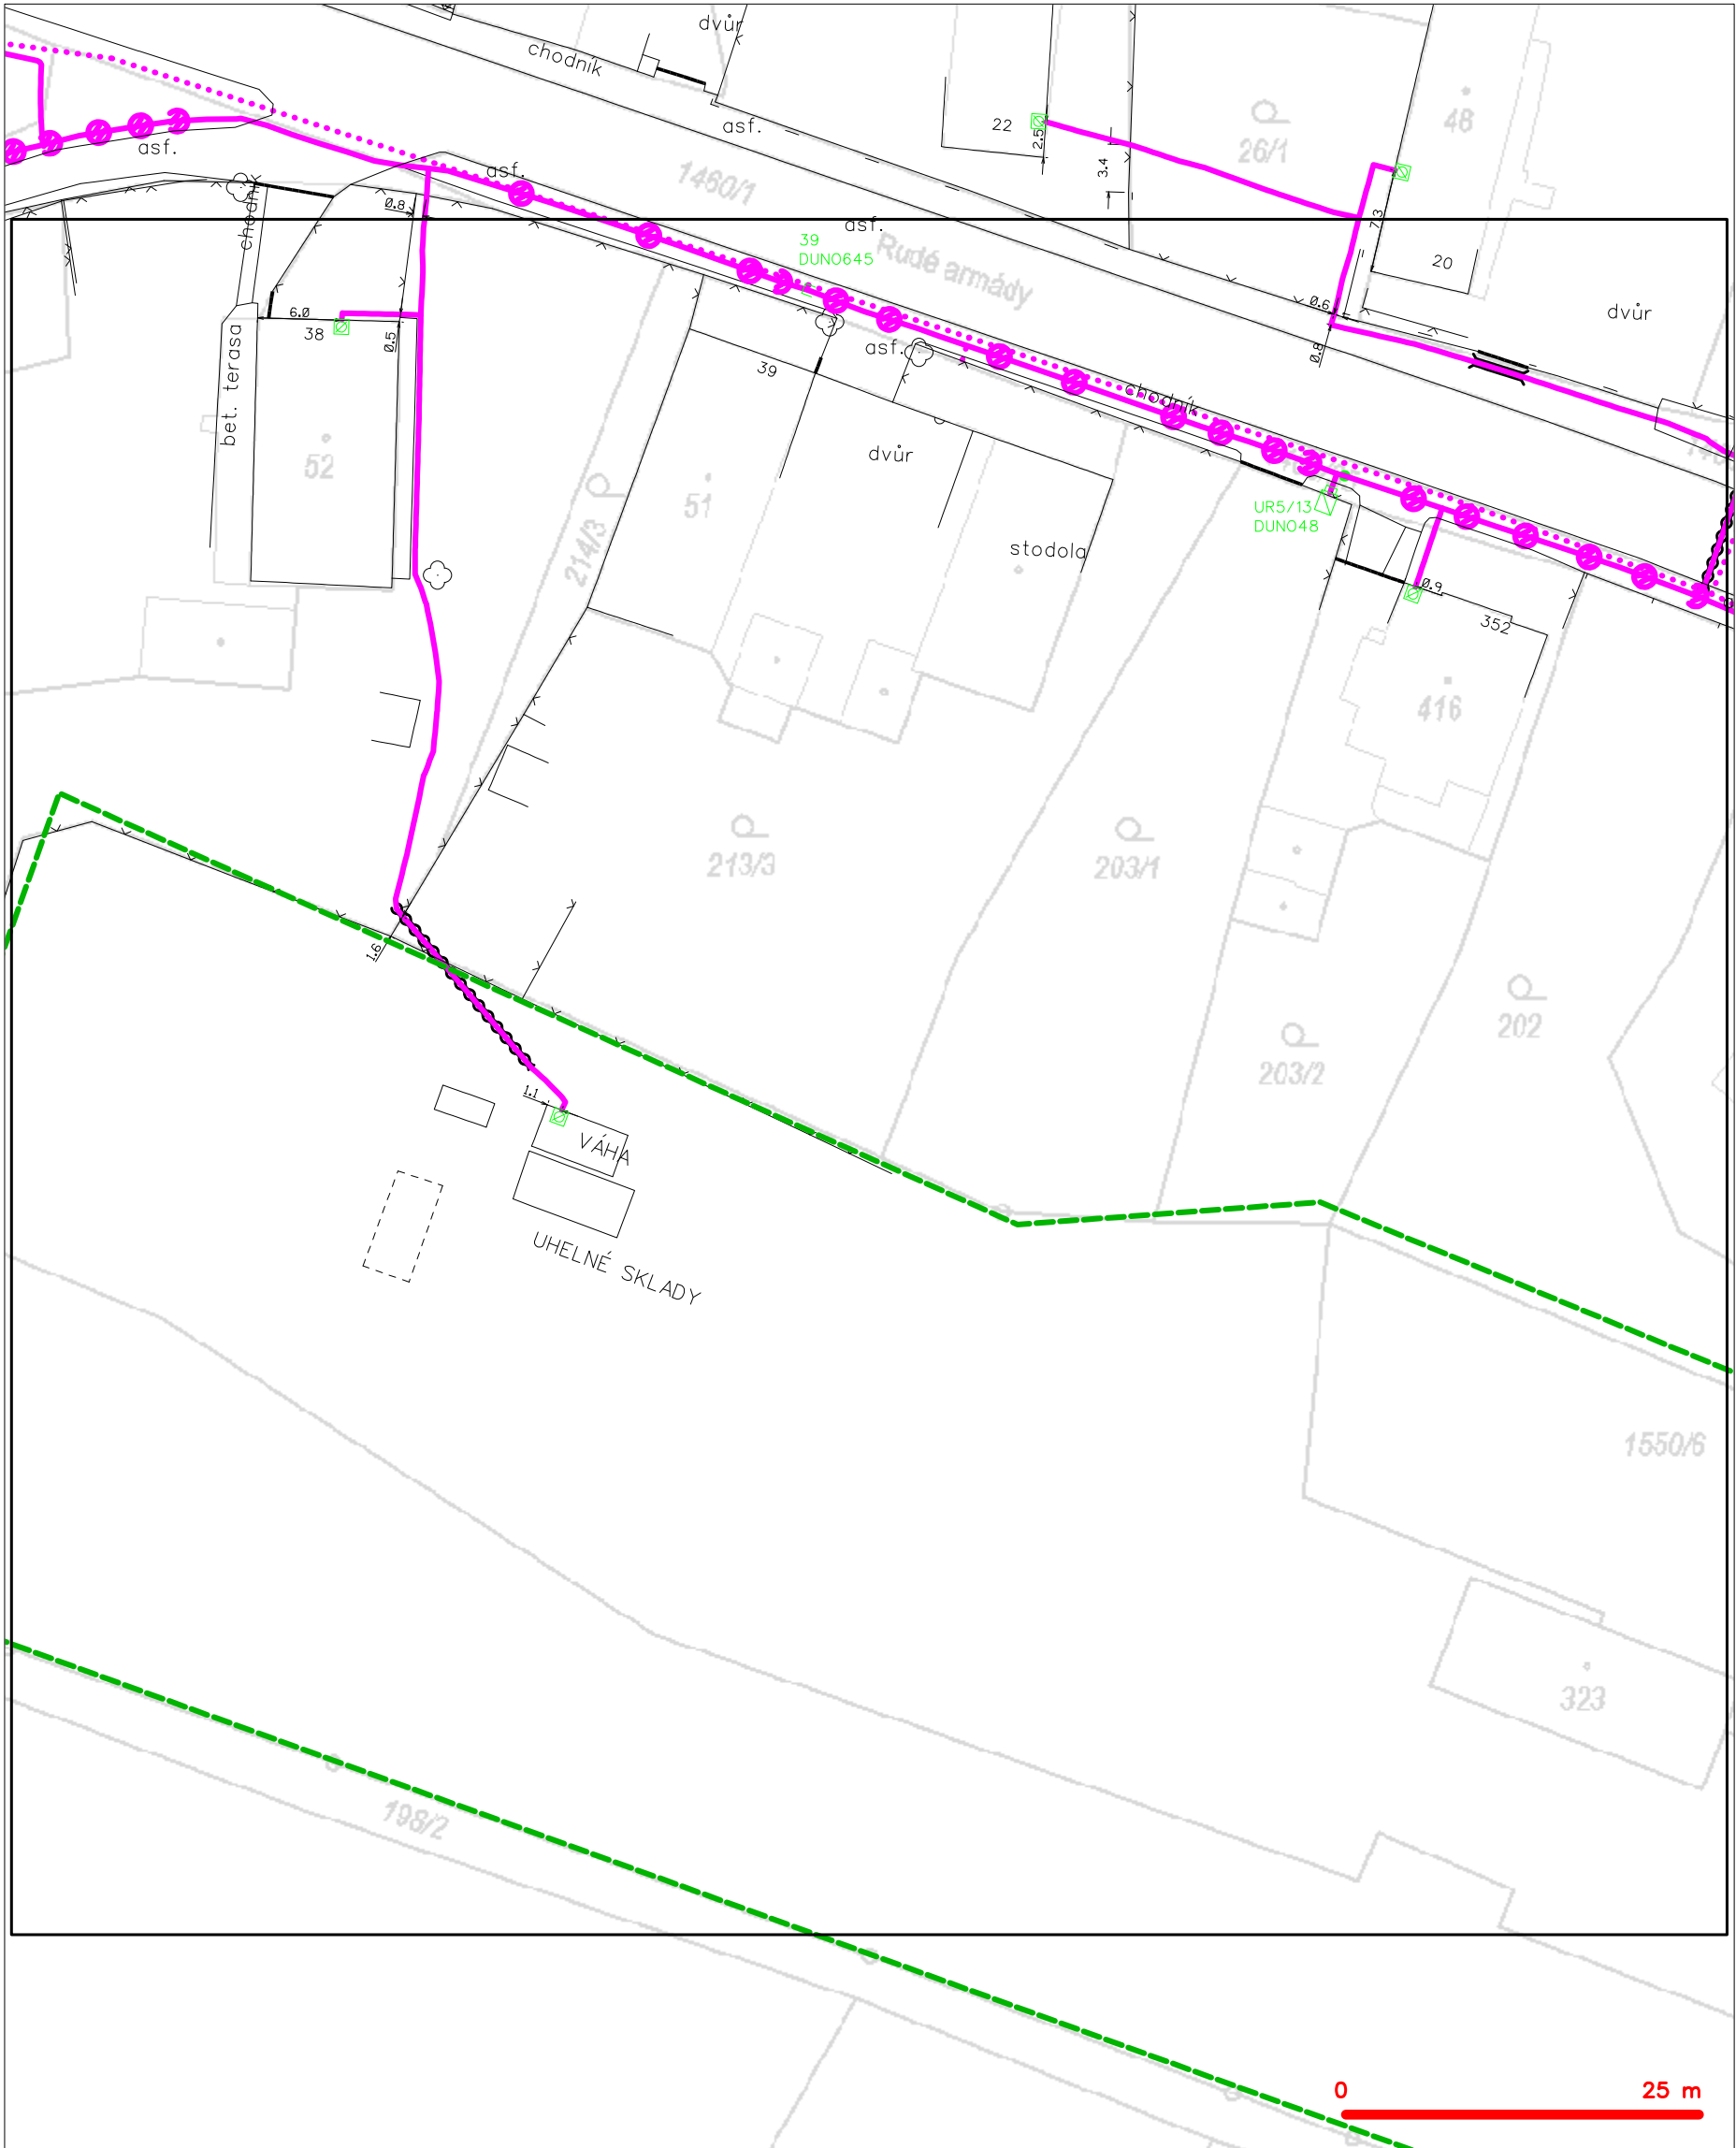 dvůr
chodník
asf.
22
2.5
3.4
26/1
48
asf.
asf.
1460/1
chodník
0.8
asf.
Rudé armády
39
DUN0645
7.3
20
0.6
dvůr
6.0
38
0.5
bet. terasa
asf.
39
0.8
chodník
52
dvůr
51
214/3
UR5/13
DUN048
stodola
0.9
352
416
213/3
203/1
1.6
202
203/2
1.1
VÁHA
UHELNÉ SKLADY
1550/6
323
198/2
0
25 m